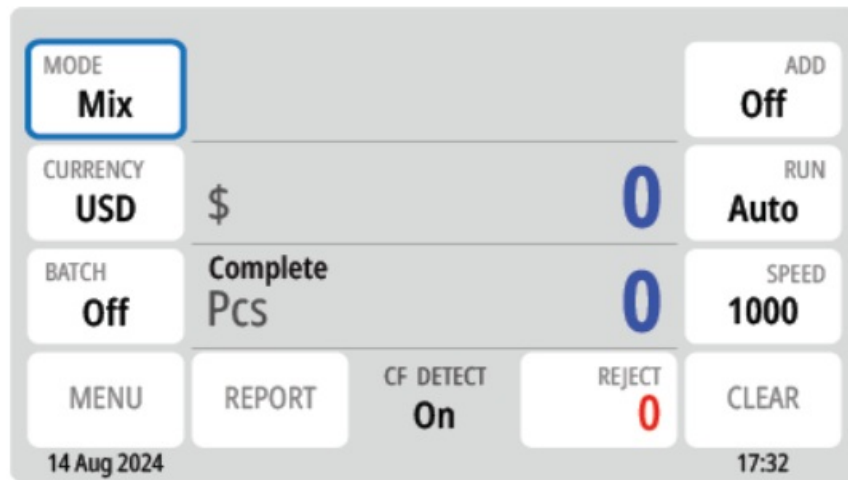 MODE
Mix
ADD
Off
CURRENCY
USD
$ 0
RUN
Auto
BATCH
Off
Complete
Pcs 0
SPEED
1000
MENU
REPORT
CF DETECT
On
REJECT
0
CLEAR
14 Aug 2024
17:32